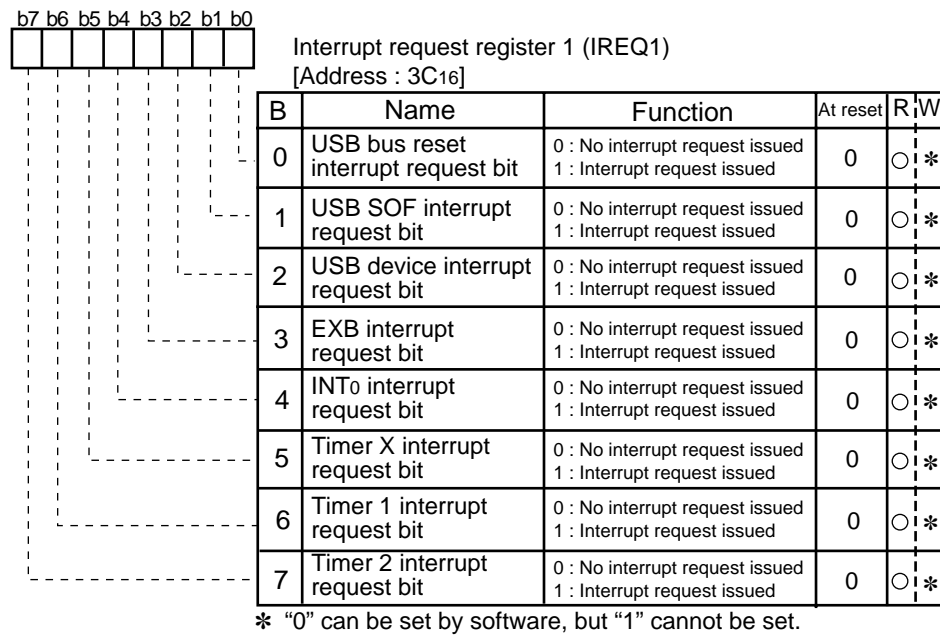 b7 b6 b5 b4 b3 b2 b1 b0
Interrupt request register 1 (IREQ1)
[Address : 3C16]
B Name Function At reset R W
0 USB bus reset interrupt request bit 0 : No interrupt request issued 1 : Interrupt request issued 0 ○ ✻
1 USB SOF interrupt request bit 0 : No interrupt request issued 1 : Interrupt request issued 0 ○ ✻
2 USB device interrupt request bit 0 : No interrupt request issued 1 : Interrupt request issued 0 ○ ✻
3 EXB interrupt request bit 0 : No interrupt request issued 1 : Interrupt request issued 0 ○ ✻
4 INT0 interrupt request bit 0 : No interrupt request issued 1 : Interrupt request issued 0 ○ ✻
5 Timer X interrupt request bit 0 : No interrupt request issued 1 : Interrupt request issued 0 ○ ✻
6 Timer 1 interrupt request bit 0 : No interrupt request issued 1 : Interrupt request issued 0 ○ ✻
7 Timer 2 interrupt request bit 0 : No interrupt request issued 1 : Interrupt request issued 0 ○ ✻
✻ “0” can be set by software, but “1” cannot be set.